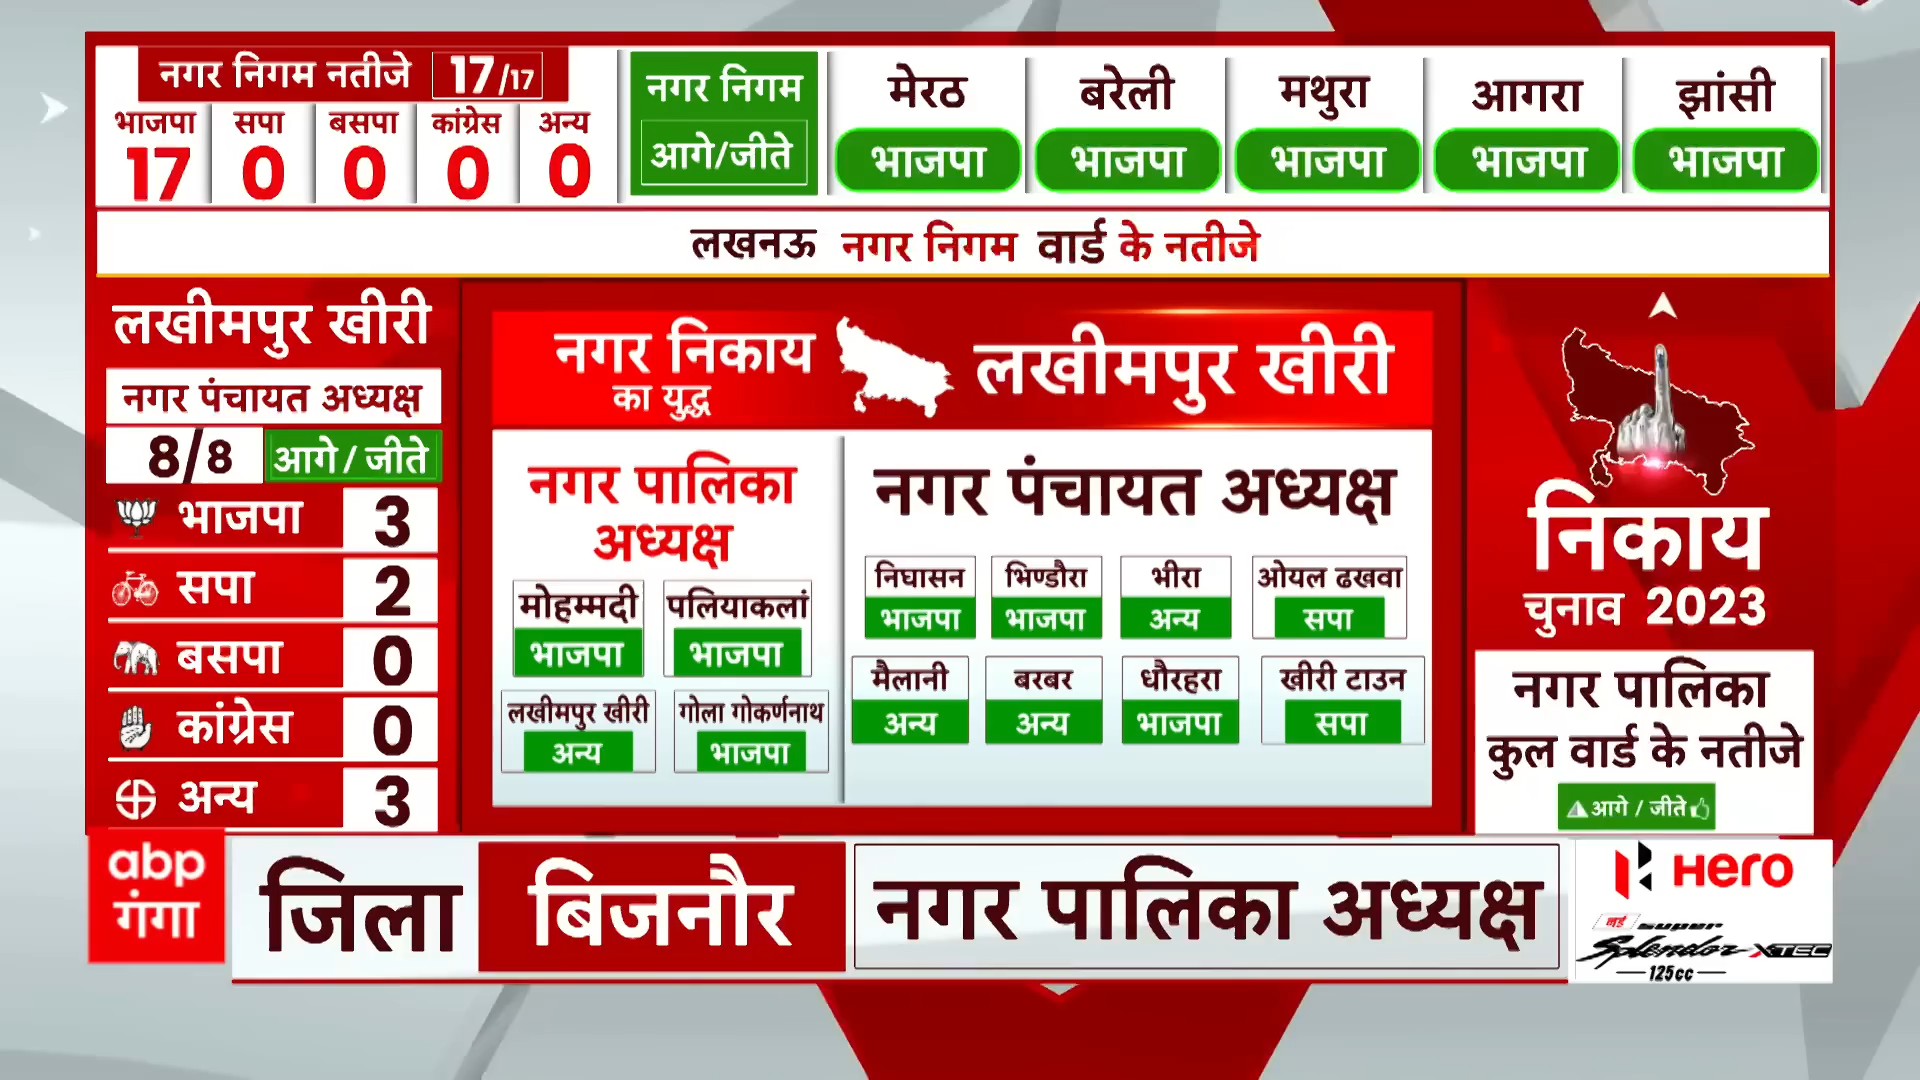 नगर निगम नतीजे 17/17
भाजपा सपा बसपा कांग्रेस अन्य
17 0 0 0 0
नगर निगम
आगे/जीते
मेरठ बरेली मथुरा आगरा झांसी
भाजपा भाजपा भाजपा भाजपा भाजपा
लखनऊ नगर निगम वार्ड के नतीजे
लखीमपुर खीरी
नगर पंचायत अध्यक्ष
8/8 आगे / जीते
भाजपा 3
सपा 2
बसपा 0
कांग्रेस 0
अन्य 3
नगर निकाय
का युद्ध
लखीमपुर खीरी
नगर पालिका
अध्यक्ष
मोहम्मदी पलियाकलां
भाजपा भाजपा
लखीमपुर खीरी गोला गोकर्णनाथ
अन्य भाजपा
नगर पंचायत अध्यक्ष
निघासन भिण्डौरा भीरा ओयल ढखवा
भाजपा भाजपा अन्य सपा
मैलानी बरबर धौरहरा खीरी टाउन
अन्य अन्य भाजपा सपा
निकाय
चुनाव 2023
नगर पालिका
कुल वार्ड के नतीजे
आगे / जीते
abp
गंगा
जिला बिजनौर नगर पालिका अध्यक्ष
Hero
नई super
Splendor XTEC
125cc